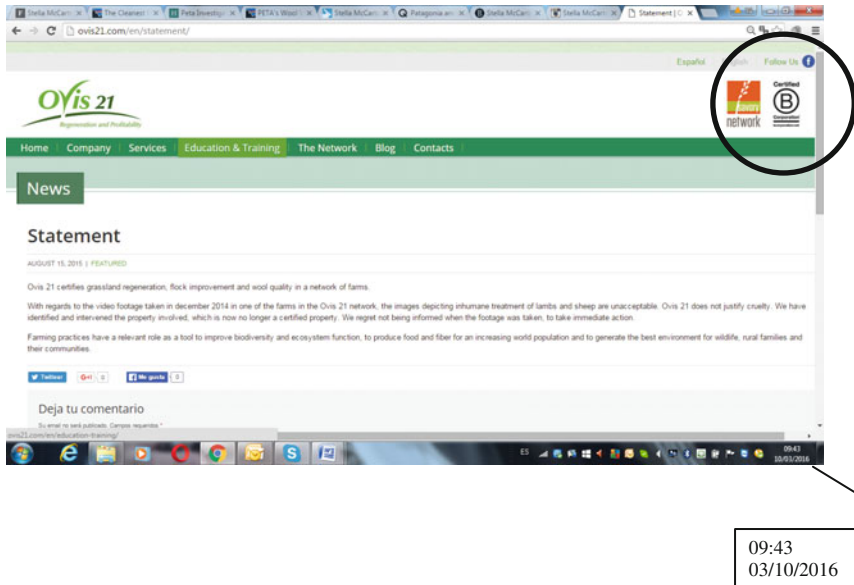 Stella McCar
The Cleanest
Peta Investig
PETA's Wool
Stella McCart
Patagonia an
Stella McCart
Stella McCart
Statement | O
ovis21.com/en/statement/
Español English Follow Us
OVis 21
Regeneration and Profitability
savory
network
Certified
B
Corporation
Home Company Services Education & Training The Network Blog Contacts
News
Statement
AUGUST 15, 2015 | FEATURED
Ovis 21 certifies grassland regeneration, flock improvement and wool quality in a network of farms.
With regards to the video footage taken in december 2014 in one of the farms in the Ovis 21 network, the images depicting inhumane treatment of lambs and sheep are unacceptable. Ovis 21 does not justify cruelty. We have
identified and intervened the property involved, which is now no longer a certified property. We regret not being informed when the footage was taken, to take immediate action.
Farming practices have a relevant role as a tool to improve biodiversity and ecosystem function, to produce food and fiber for an increasing world population and to generate the best environment for wildlife, rural families and
their communities.
Twittear G+1 0 Me gusta 0
Deja tu comentario
Su email no será publicado. Campos requeridos *
ovis21.com/en/education-training/
ES
09:43
10/03/2016
09:43
03/10/2016